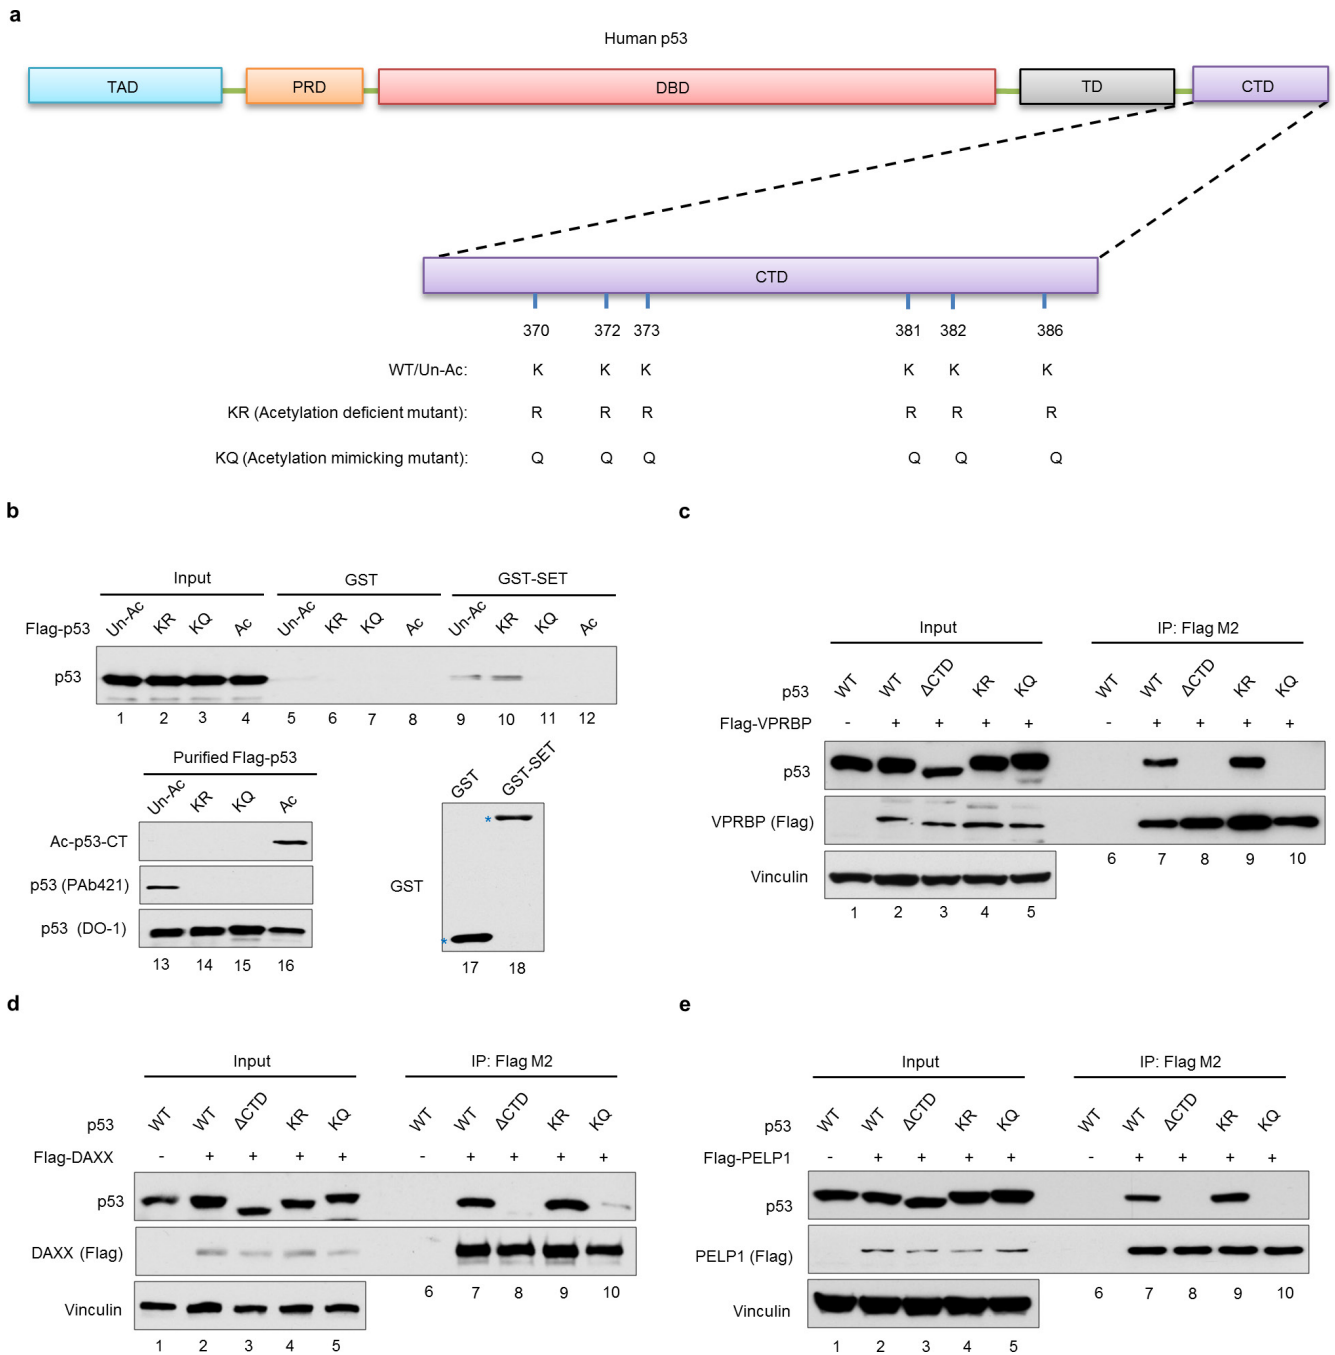 a
Human p53
TAD PRD DBD TD CTD
CTD
370 372 373 381 382 386
WT/Un-Ac: K K K K K K
KR (Acetylation deficient mutant): R R R R R R
KQ (Acetylation mimicking mutant): Q Q Q Q Q Q
b
Input GST GST-SET
Flag-p53 Un-Ac KR KQ Ac Un-Ac KR KQ Ac Un-Ac KR KQ Ac
p53
1 2 3 4 5 6 7 8 9 10 11 12
Purified Flag-p53
Un-Ac KR KQ Ac
Ac-p53-CT
p53 (PAb421)
p53 (DO-1)
13 14 15 16
GST GST-SET
*
GST
*
17 18
c
Input IP: Flag M2
p53 WT WT ΔCTD KR KQ WT WT ΔCTD KR KQ
Flag-VPRBP - + + + + - + + + +
p53
VPRBP (Flag)
6 7 8 9 10
Vinculin
1 2 3 4 5
d
Input IP: Flag M2
p53 WT WT ΔCTD KR KQ WT WT ΔCTD KR KQ
Flag-DAXX - + + + + - + + + +
p53
DAXX (Flag)
6 7 8 9 10
Vinculin
1 2 3 4 5
e
Input IP: Flag M2
p53 WT WT ΔCTD KR KQ WT WT ΔCTD KR KQ
Flag-PELP1 - + + + + - + + + +
p53
PELP1 (Flag)
6 7 8 9 10
Vinculin
1 2 3 4 5